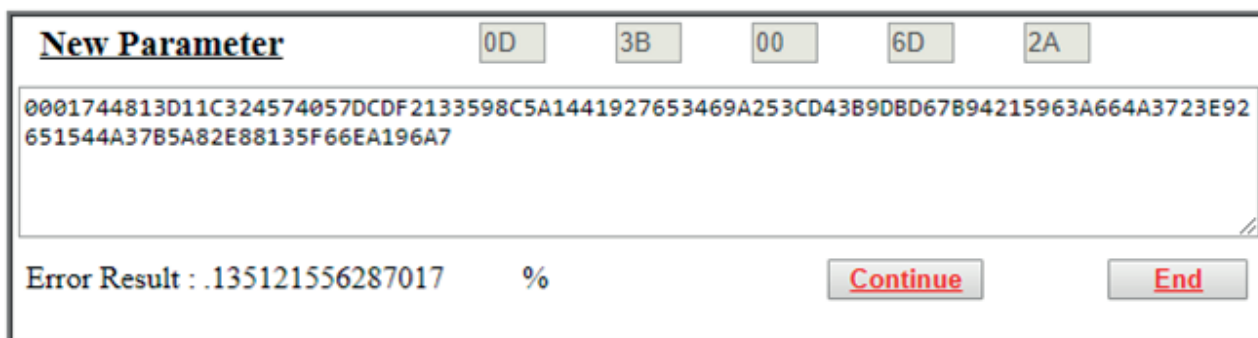 New Parameter 0D 3B 00 6D 2A
0001744813D11C324574057DCDF2133598C5A1441927653469A253CD43B9DBD67B94215963A664A3723E92
651544A37B5A82E88135F66EA196A7
Error Result : .135121556287017 % Continue End